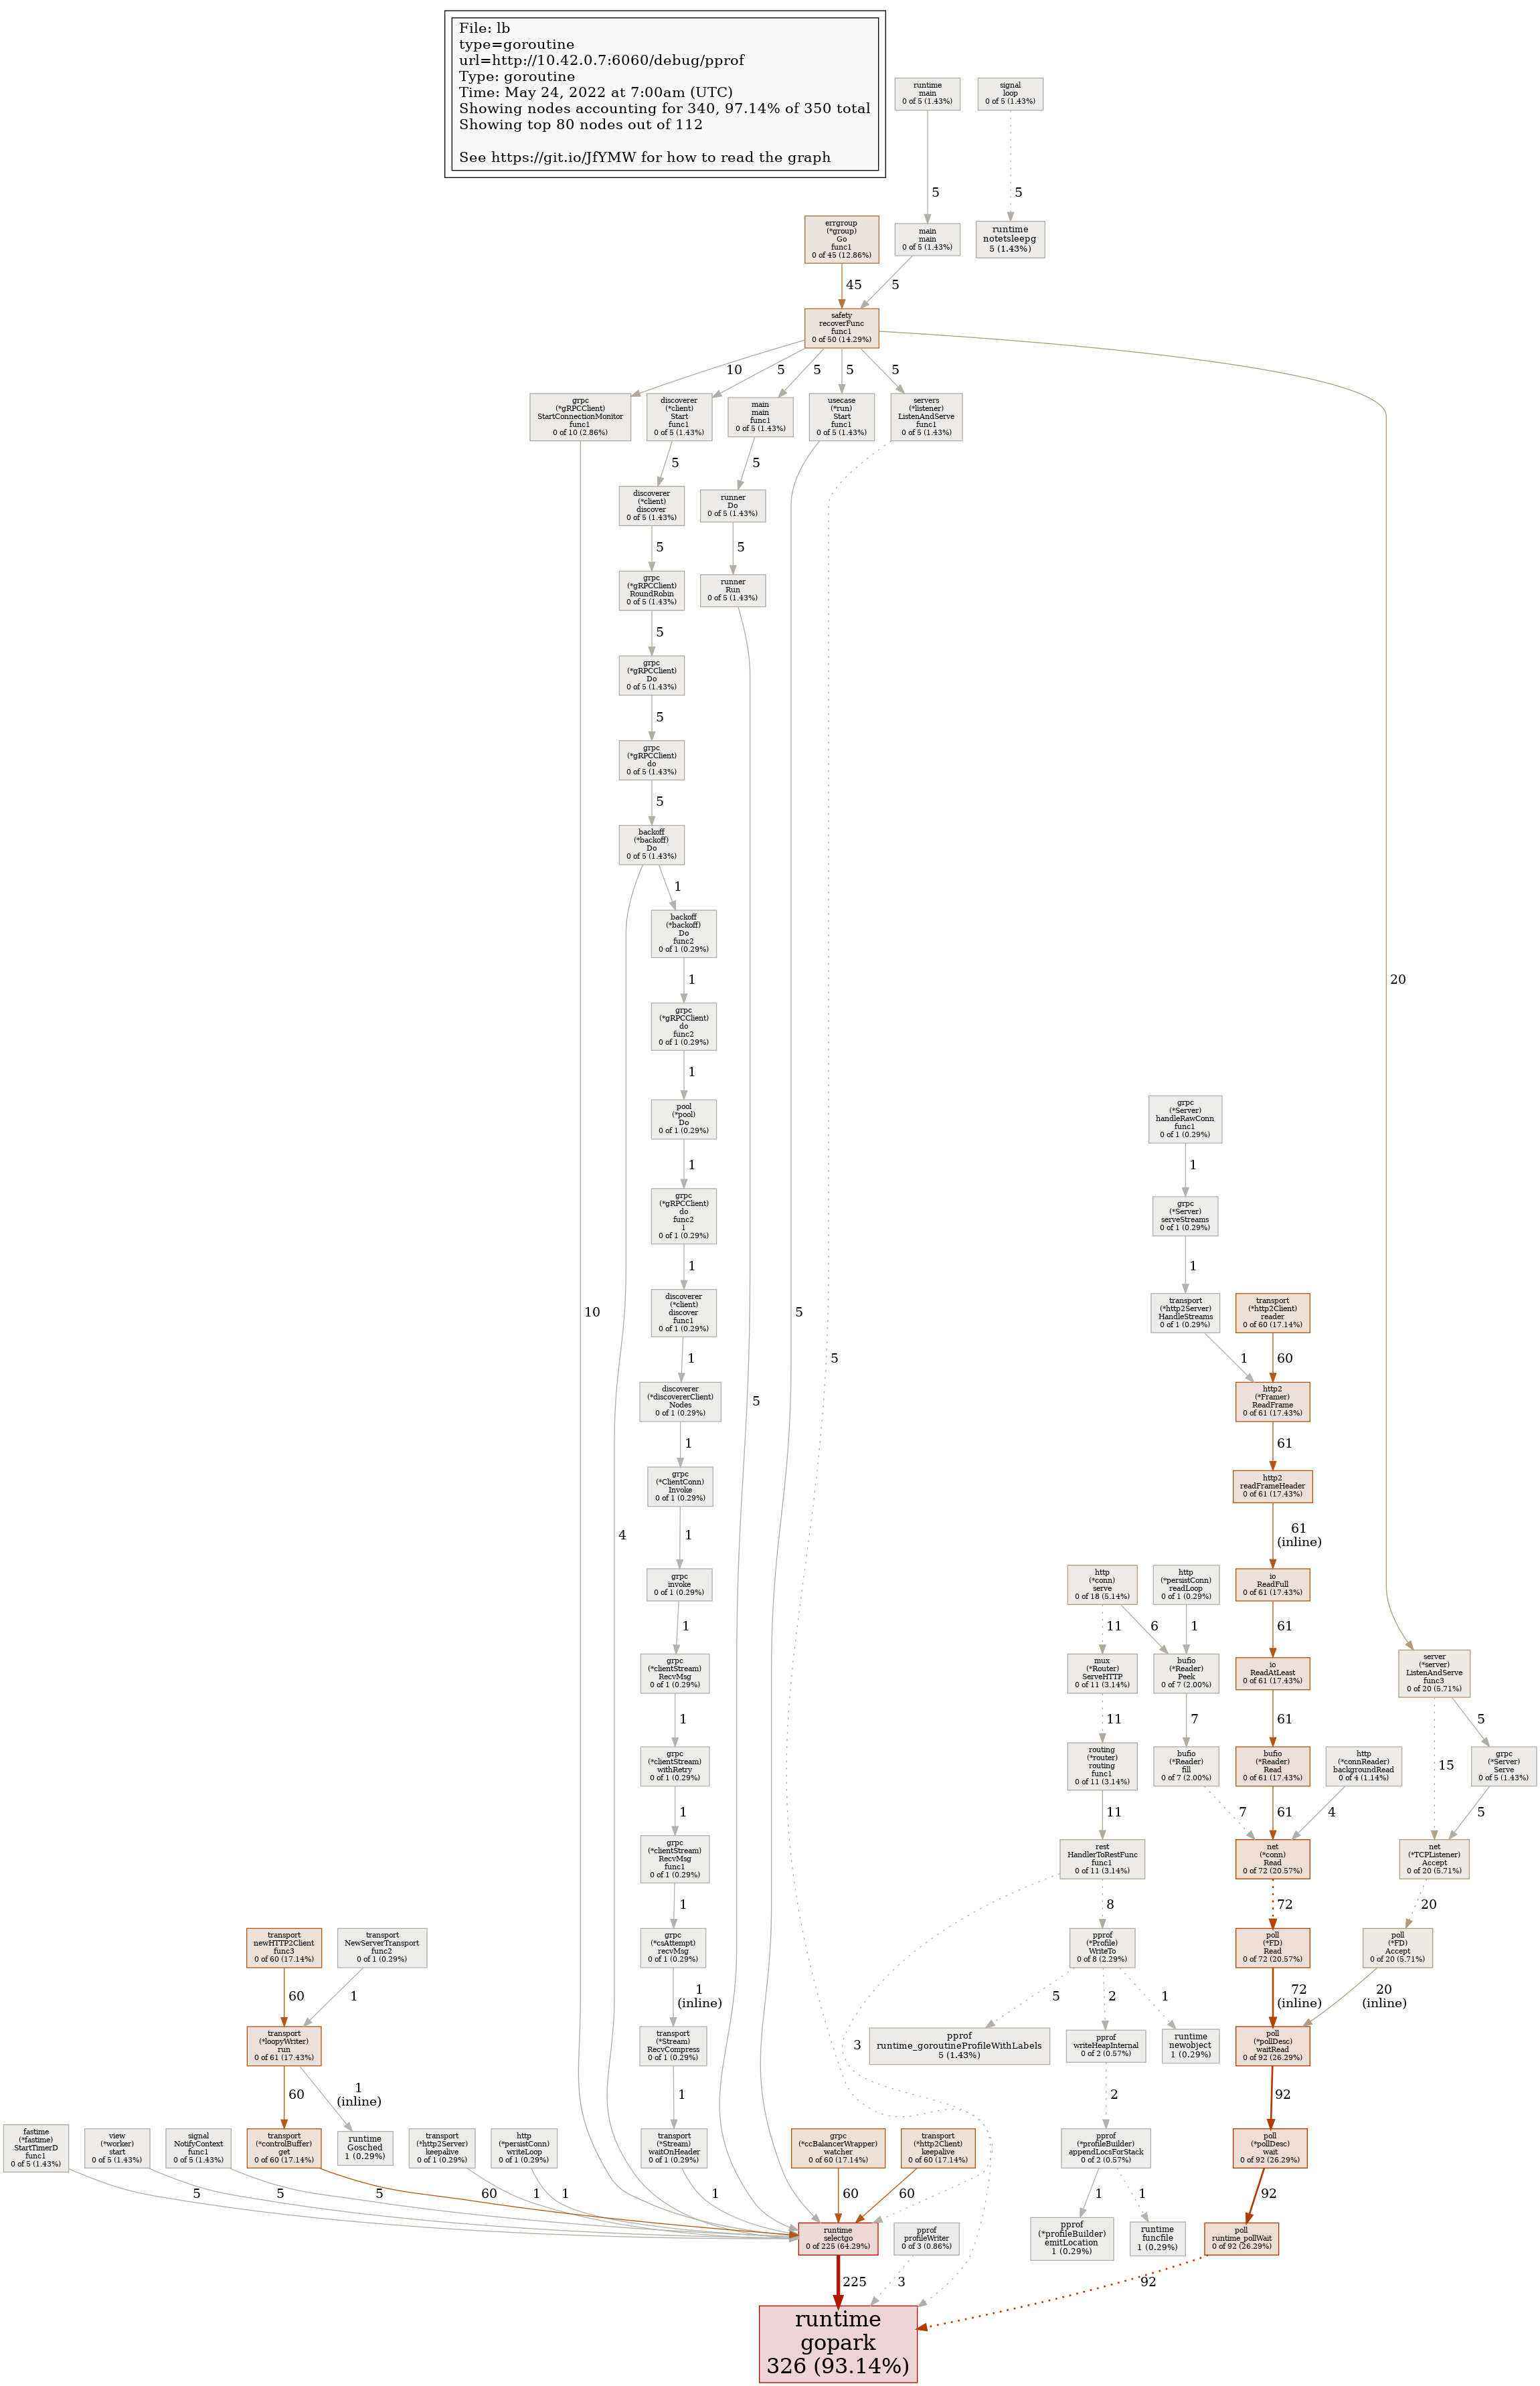 File: lb
type=goroutine
url=http://10.42.0.7:6060/debug/pprof
Type: goroutine
Time: May 24, 2022 at 7:00am (UTC)
Showing nodes accounting for 340, 97.14% of 350 total
Showing top 80 nodes out of 112
See https://git.io/JfYMW for how to read the graph
runtime
main
0 of 5 (1.43%)
signal
loop
0 of 5 (1.43%)
5
5
errgroup
(*group)
Go
func1
0 of 45 (12.86%)
main
main
0 of 5 (1.43%)
runtime
notetsleepg
5 (1.43%)
45
5
safety
recoverFunc
func1
0 of 50 (14.29%)
10
5
5
5
5
20
grpc
(*gRPCClient)
StartConnectionMonitor
func1
0 of 10 (2.86%)
discoverer
(*client)
Start
func1
0 of 5 (1.43%)
main
main
func1
0 of 5 (1.43%)
usecase
(*run)
Start
func1
0 of 5 (1.43%)
servers
(*listener)
ListenAndServe
func1
0 of 5 (1.43%)
5
5
discoverer
(*client)
discover
0 of 5 (1.43%)
runner
Do
0 of 5 (1.43%)
5
5
grpc
(*gRPCClient)
RoundRobin
0 of 5 (1.43%)
runner
Run
0 of 5 (1.43%)
5
grpc
(*gRPCClient)
Do
0 of 5 (1.43%)
5
grpc
(*gRPCClient)
do
0 of 5 (1.43%)
5
backoff
(*backoff)
Do
0 of 5 (1.43%)
1
backoff
(*backoff)
Do
func2
0 of 1 (0.29%)
1
grpc
(*gRPCClient)
do
func2
0 of 1 (0.29%)
1
pool
(*pool)
Do
0 of 1 (0.29%)
1
grpc
(*gRPCClient)
do
func2
1
0 of 1 (0.29%)
1
discoverer
(*client)
discover
func1
0 of 1 (0.29%)
10
5
5
5
1
discoverer
(*discovererClient)
Nodes
0 of 1 (0.29%)
1
grpc
(*ClientConn)
Invoke
0 of 1 (0.29%)
4
1
grpc
invoke
0 of 1 (0.29%)
1
grpc
(*clientStream)
RecvMsg
0 of 1 (0.29%)
1
grpc
(*clientStream)
withRetry
0 of 1 (0.29%)
1
grpc
(*clientStream)
RecvMsg
func1
0 of 1 (0.29%)
1
grpc
(*csAttempt)
recvMsg
0 of 1 (0.29%)
1
(inline)
transport
(*Stream)
RecvCompress
0 of 1 (0.29%)
1
transport
(*Stream)
waitOnHeader
0 of 1 (0.29%)
1
grpc
(*Server)
handleRawConn
func1
0 of 1 (0.29%)
1
grpc
(*Server)
serveStreams
0 of 1 (0.29%)
1
transport
(*http2Server)
HandleStreams
0 of 1 (0.29%)
transport
(*http2Client)
reader
0 of 60 (17.14%)
1
60
http2
(*Framer)
ReadFrame
0 of 61 (17.43%)
61
http2
readFrameHeader
0 of 61 (17.43%)
61
(inline)
http
(*conn)
serve
0 of 18 (5.14%)
http
(*persistConn)
readLoop
0 of 1 (0.29%)
io
ReadFull
0 of 61 (17.43%)
11
6
1
61
mux
(*Router)
ServeHTTP
0 of 11 (3.14%)
bufio
(*Reader)
Peek
0 of 7 (2.00%)
io
ReadAtLeast
0 of 61 (17.43%)
server
(*server)
ListenAndServe
func3
0 of 20 (5.71%)
11
7
61
15
5
routing
(*router)
routing
func1
0 of 11 (3.14%)
bufio
(*Reader)
fill
0 of 7 (2.00%)
bufio
(*Reader)
Read
0 of 61 (17.43%)
http
(*connReader)
backgroundRead
0 of 4 (1.14%)
grpc
(*Server)
Serve
0 of 5 (1.43%)
11
7
61
4
5
rest
HandlerToRestFunc
func1
0 of 11 (3.14%)
net
(*conn)
Read
0 of 72 (20.57%)
net
(*TCPListener)
Accept
0 of 20 (5.71%)
3
8
72
20
pprof
(*Profile)
WriteTo
0 of 8 (2.29%)
poll
(*FD)
Read
0 of 72 (20.57%)
poll
(*FD)
Accept
0 of 20 (5.71%)
5
2
1
72
(inline)
20
(inline)
pprof
runtime_goroutineProfileWithLabels
5 (1.43%)
pprof
writeHeapInternal
0 of 2 (0.57%)
runtime
newobject
1 (0.29%)
poll
(*pollDesc)
waitRead
0 of 92 (26.29%)
2
92
pprof
(*profileBuilder)
appendLocsForStack
0 of 2 (0.57%)
poll
(*pollDesc)
wait
0 of 92 (26.29%)
1
1
92
pprof
(*profileBuilder)
emitLocation
1 (0.29%)
runtime
funcfile
1 (0.29%)
poll
runtime_pollWait
0 of 92 (26.29%)
92
transport
newHTTP2Client
func3
0 of 60 (17.14%)
transport
NewServerTransport
func2
0 of 1 (0.29%)
60
1
transport
(*loopyWriter)
run
0 of 61 (17.43%)
60
1
(inline)
fastime
(*fastime)
StartTimerD
func1
0 of 5 (1.43%)
view
(*worker)
start
0 of 5 (1.43%)
signal
NotifyContext
func1
0 of 5 (1.43%)
transport
(*controlBuffer)
get
0 of 60 (17.14%)
runtime
Gosched
1 (0.29%)
transport
(*http2Server)
keepalive
0 of 1 (0.29%)
http
(*persistConn)
writeLoop
0 of 1 (0.29%)
grpc
(*ccBalancerWrapper)
watcher
0 of 60 (17.14%)
transport
(*http2Client)
keepalive
0 of 60 (17.14%)
5
5
5
60
1
1
60
60
runtime
selectgo
0 of 225 (64.29%)
pprof
profileWriter
0 of 3 (0.86%)
225
3
runtime
gopark
326 (93.14%)